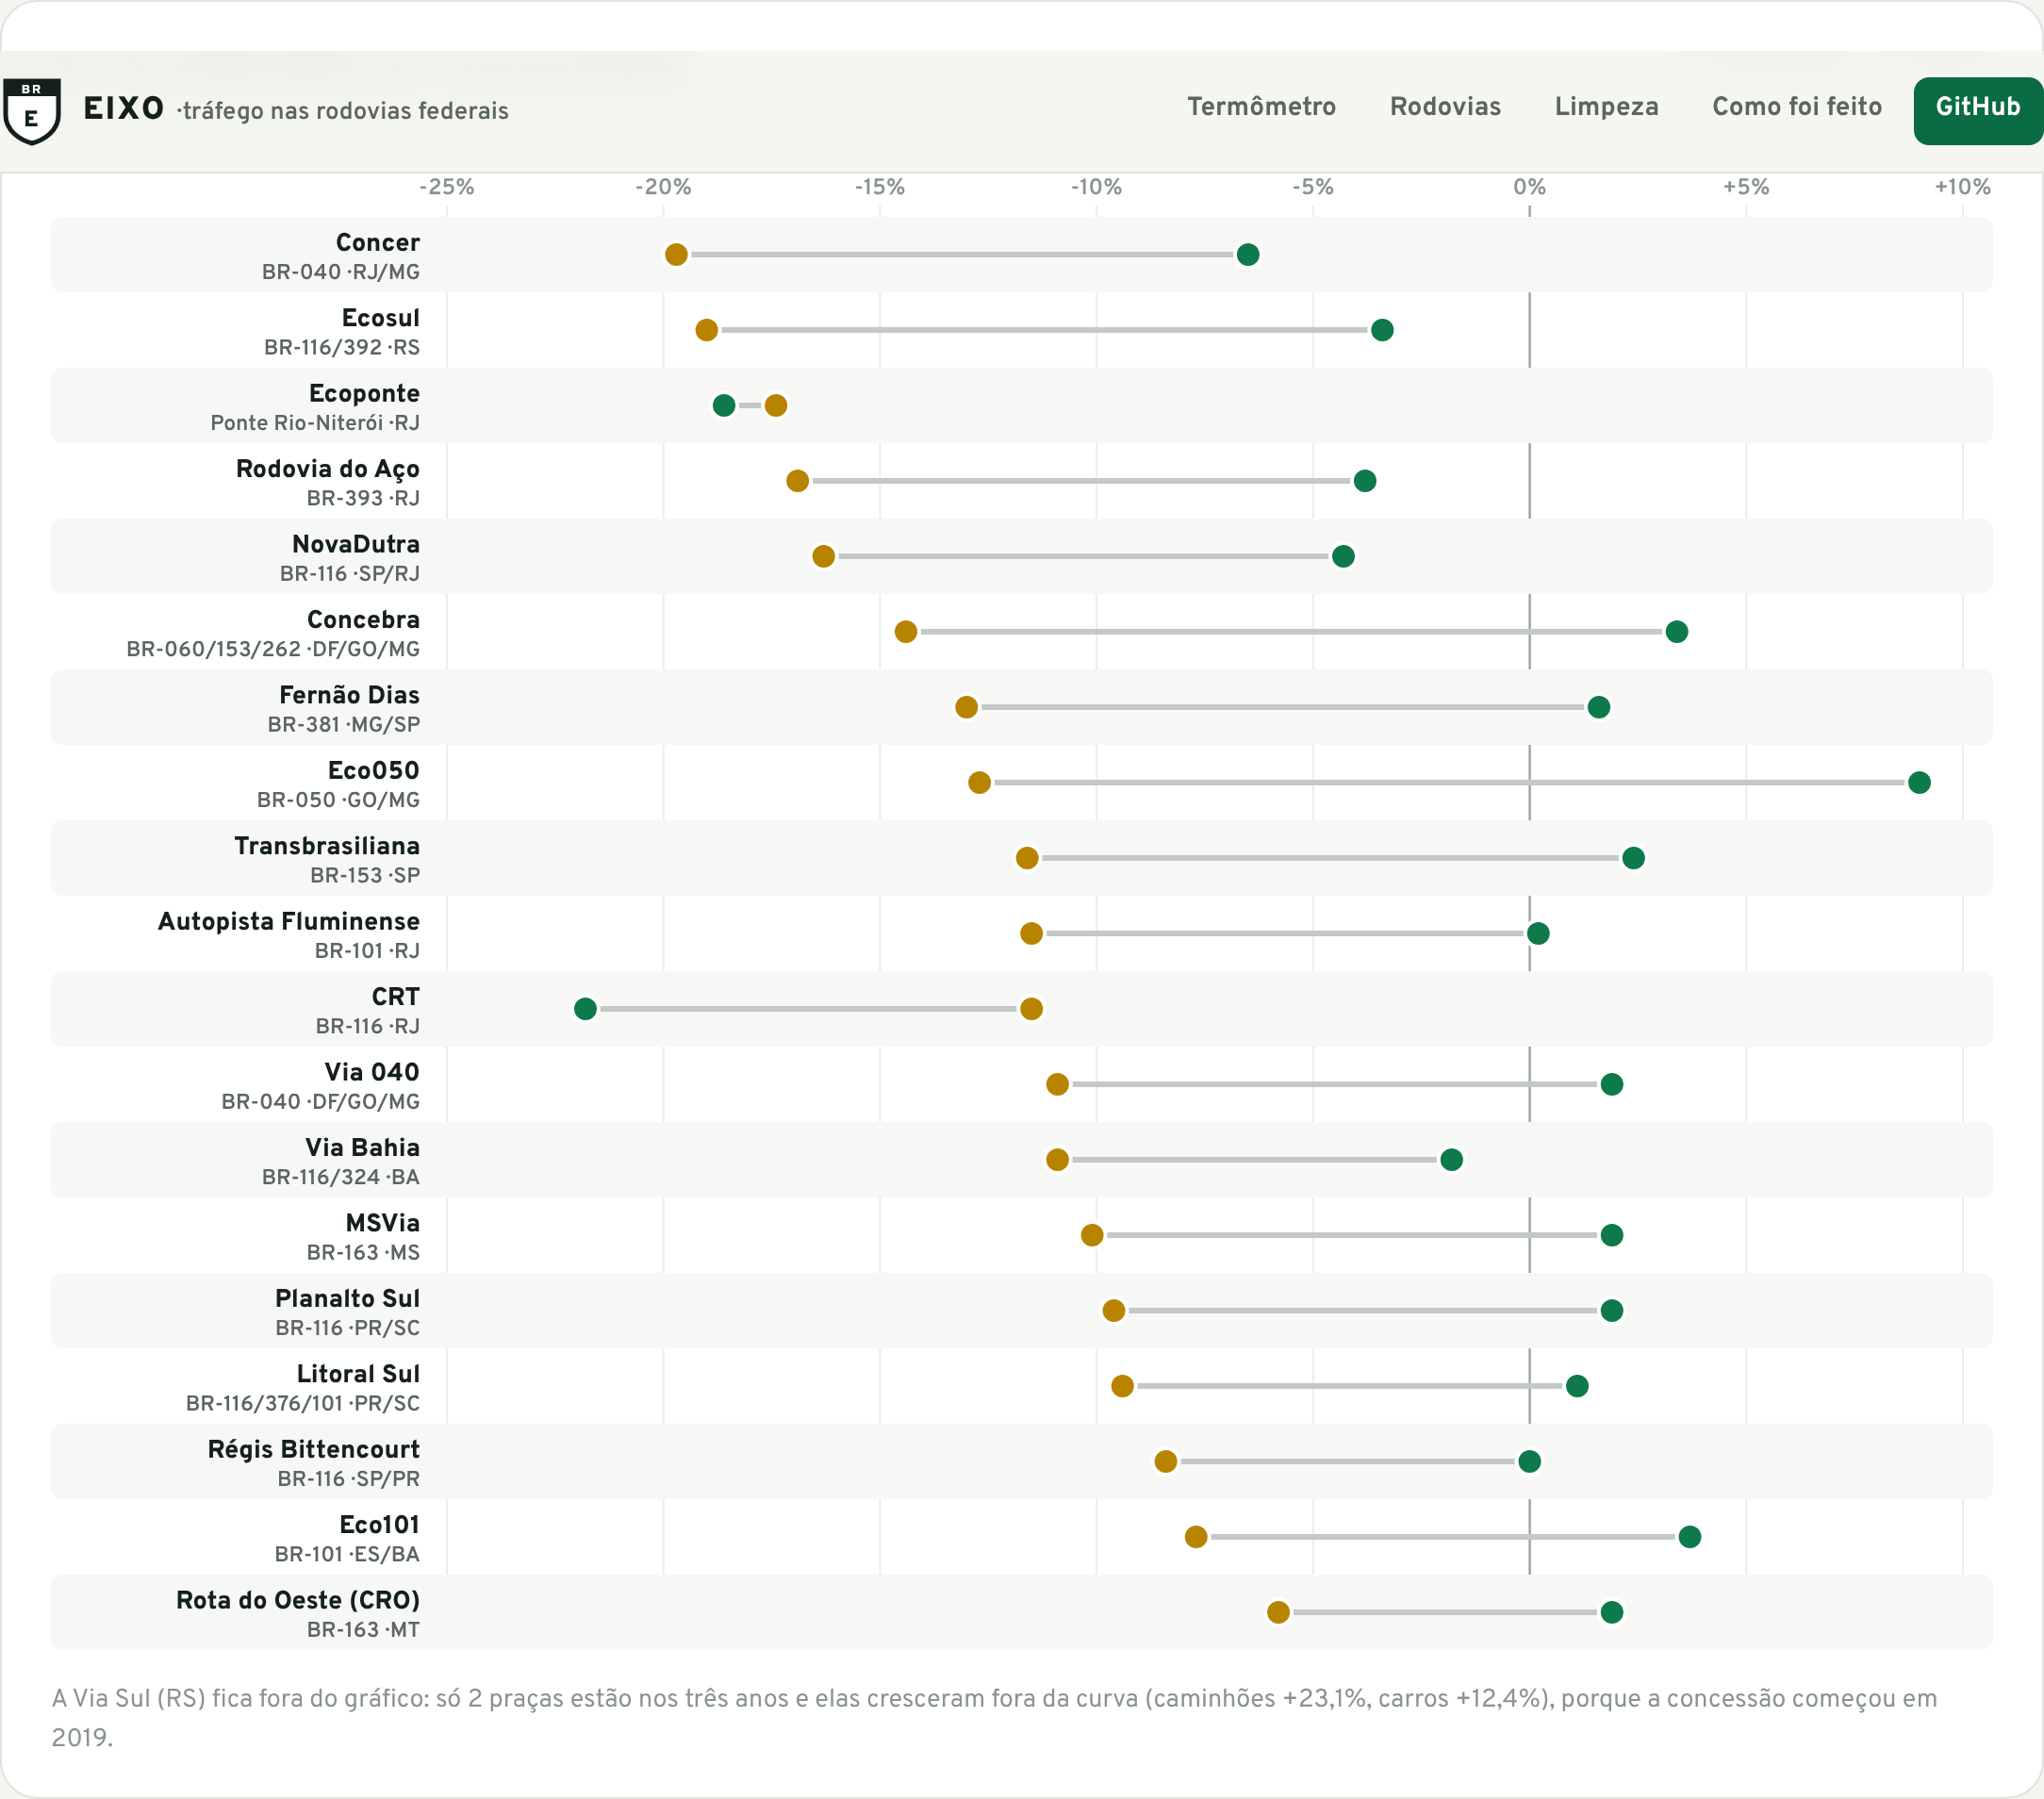 BR
E
EIXO ·tráfego nas rodovias federais
Termômetro
Rodovias
Limpeza
Como foi feito
GitHub
-25% -20% -15% -10% -5% 0% +5% +10%
Concer
BR-040 ·RJ/MG
Ecosul
BR-116/392 ·RS
Ecoponte
Ponte Rio-Niterói ·RJ
Rodovia do Aço
BR-393 ·RJ
NovaDutra
BR-116 ·SP/RJ
Concebra
BR-060/153/262 ·DF/GO/MG
Fernão Dias
BR-381 ·MG/SP
Eco050
BR-050 ·GO/MG
Transbrasiliana
BR-153 ·SP
Autopista Fluminense
BR-101 ·RJ
CRT
BR-116 ·RJ
Via 040
BR-040 ·DF/GO/MG
Via Bahia
BR-116/324 ·BA
MSVia
BR-163 ·MS
Planalto Sul
BR-116 ·PR/SC
Litoral Sul
BR-116/376/101 ·PR/SC
Régis Bittencourt
BR-116 ·SP/PR
Eco101
BR-101 ·ES/BA
Rota do Oeste (CRO)
BR-163 ·MT
A Via Sul (RS) fica fora do gráfico: só 2 praças estão nos três anos e elas cresceram fora da curva (caminhões +23,1%, carros +12,4%), porque a concessão começou em
2019.